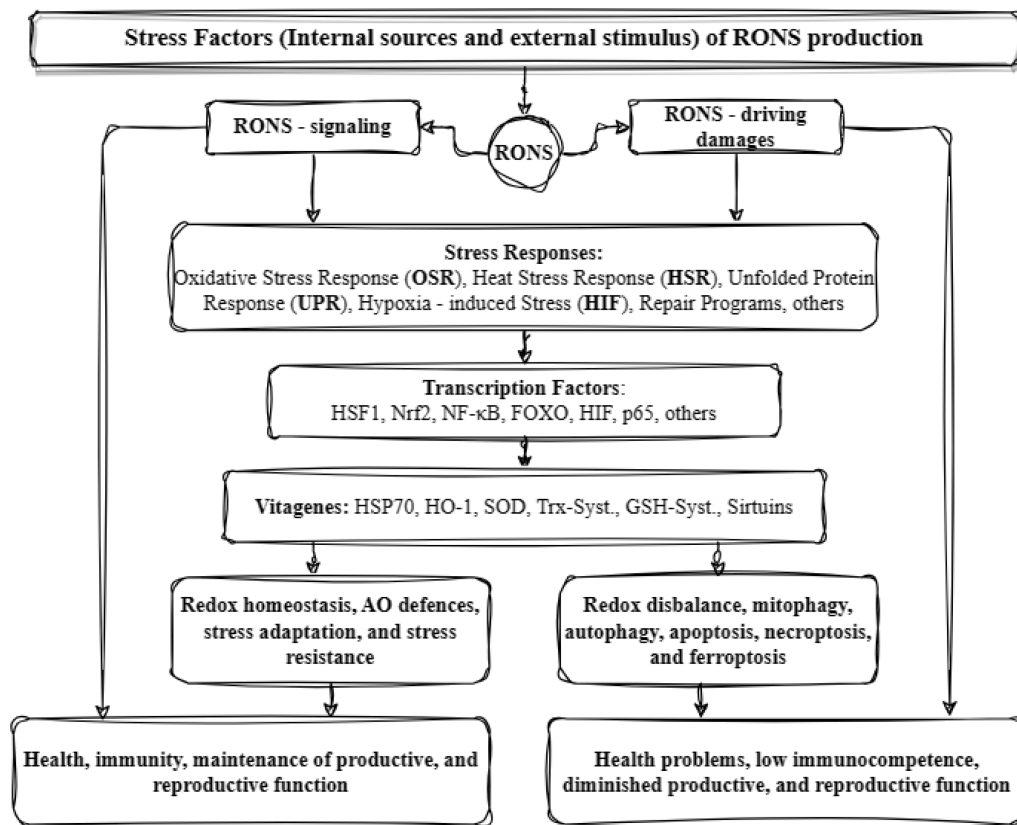 Stress Factors (Internal sources and external stimulus) of RONS production
RONS - signaling
RONS
RONS - driving
damages
Stress Responses:
Oxidative Stress Response (OSR), Heat Stress Response (HSR), Unfolded Protein
Response (UPR), Hypoxia - induced Stress (HIF), Repair Programs, others
Transcription Factors:
HSF1, Nrf2, NF-κB, FOXO, HIF, p65, others
Vitagenes: HSP70, HO-1, SOD, Trx-Syst., GSH-Syst., Sirtuins
Redox homeostasis, AO defences,
stress adaptation, and stress
resistance
Redox disbalance, mitophagy,
autophagy, apoptosis, necroptosis,
and ferroptosis
Health, immunity, maintenance of productive, and
reproductive function
Health problems, low immunocompetence,
diminished productive, and reproductive function